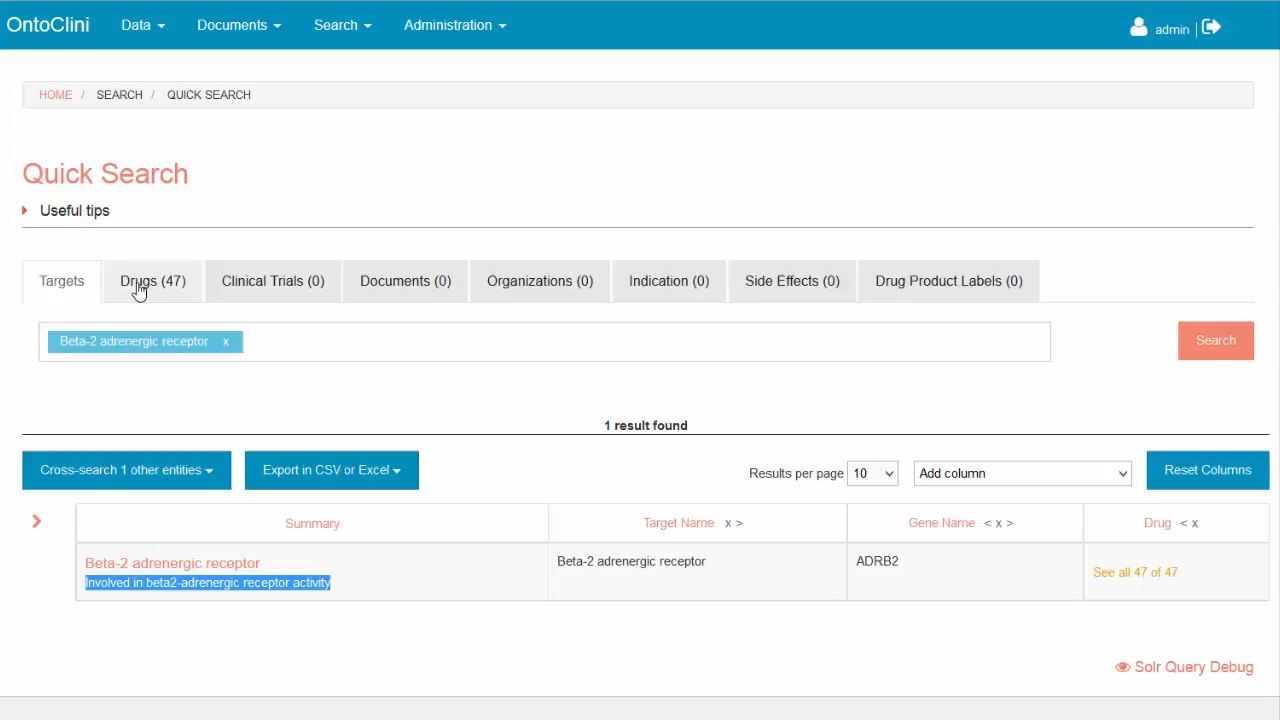 OntoClini Data Documents Search Administration admin |
HOME / SEARCH / QUICK SEARCH
Quick Search
Useful tips
Targets Drugs (47) Clinical Trials (0) Documents (0) Organizations (0) Indication (0) Side Effects (0) Drug Product Labels (0)
Beta-2 adrenergic receptor x Search
1 result found
Cross-search 1 other entities Export in CSV or Excel Results per page 10 Add column Reset Columns
Summary Target Name x > Gene Name < x > Drug < x
Beta-2 adrenergic receptor Beta-2 adrenergic receptor ADRB2 See all 47 of 47
Involved in beta2-adrenergic receptor activity
Solr Query Debug